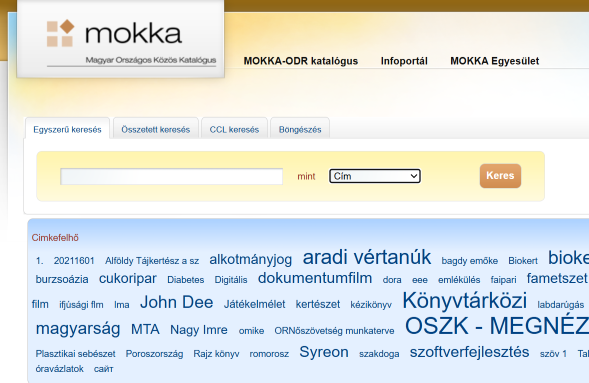 mokka
Magyar Országos Közös Katalógus
MOKKA-ODR katalógus Infoportál MOKKA Egyesület
Egyszerű keresés Összetett keresés CCL keresés Böngészés
mint Cím Keres
Cimkefelhő
1. 20211601 Alföldy Tájkertész a sz alkotmányjog aradi vértanúk bagdy emőke Biokert bioke
burzsoázia cukoripar Diabetes Digitális dokumentumfilm dora eee emlékülés faipari fametszet
film ifjúsági flm Ima John Dee Játékelmélet kertészet kézikönyv Könyvtárközi labdarúgás
magyarság MTA Nagy Imre omike ORNőszövetség munkaterve OSZK - MEGNÉZ
Plasztikai sebészet Poroszország Rajz könyv romorosz Syreon szakdoga szoftverfejlesztés szöv 1 Tal
óravázlatok сайт